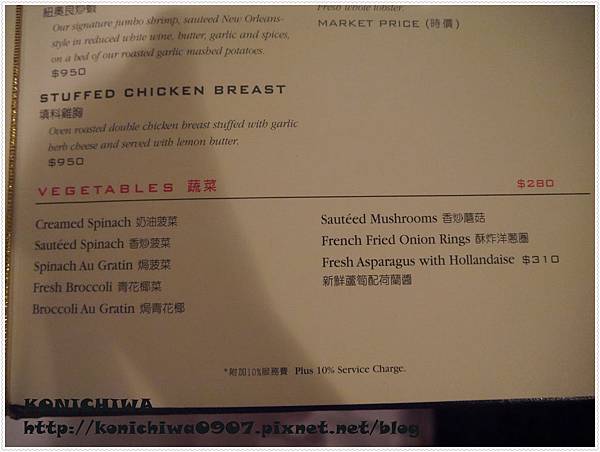 紐奧良炒蝦
Our signature jumbo shrimp, sauteed New Orleans-
style in reduced white wine, butter, garlic and spices,
on a bed of our roasted garlic mashed potatoes.
$950
Fresh whole lobster.
MARKET PRICE (時價)
STUFFED CHICKEN BREAST
填料雞胸
Oven roasted double chicken breast stuffed with garlic
herb cheese and served with lemon butter.
$950
VEGETABLES 蔬菜 $280
Creamed Spinach 奶油菠菜
Sautéed Spinach 香炒菠菜
Spinach Au Gratin 焗菠菜
Fresh Broccoli 青花椰菜
Broccoli Au Gratin 焗青花椰
Sautéed Mushrooms 香炒蘑菇
French Fried Onion Rings 酥炸洋蔥圈
Fresh Asparagus with Hollandaise $310
新鮮蘆筍配荷蘭醬
*附加10%服務費 Plus 10% Service Charge.
KONICHIWA
http://konichiwa0907.pixnet.net/blog